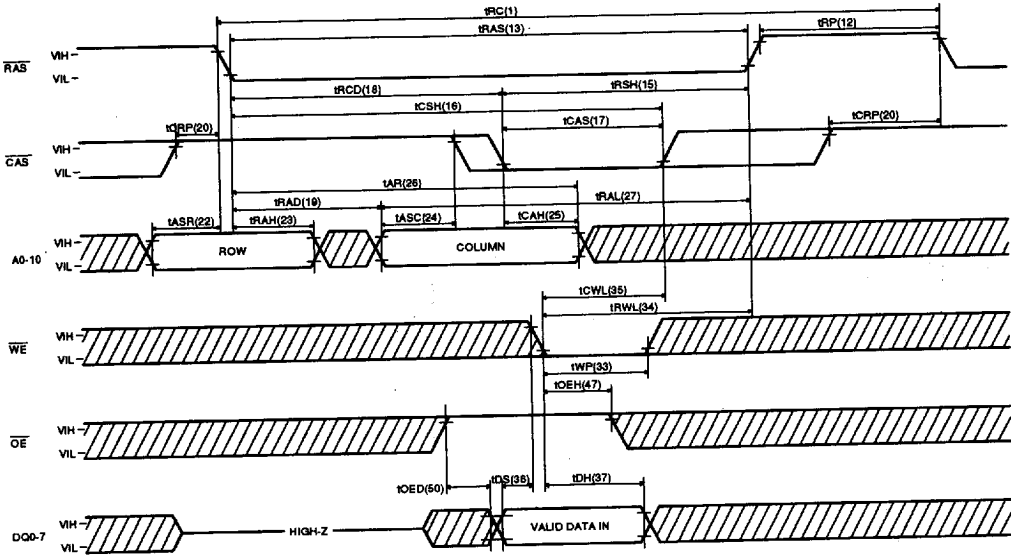 tRC(1)
tRAS(13)
tRP(12)
RAS
VIH
VIL
tRCD(18)
tRSH(15)
tCSH(16)
tCRP(20)
tCAS(17)
tCRP(20)
CAS
VIH
VIL
tAR(26)
tRAD(19)
tRAL(27)
tASR(22)
tRAH(23)
tASC(24)
tCAH(25)
A0-10
VIH
VIL
ROW
COLUMN
tCWL(35)
tRWL(34)
WE
VIH
VIL
tWP(33)
tOEH(47)
OE
VIH
VIL
tOED(50)
tDS(36)
tDH(37)
DQ0-7
VIH
VIL
HIGH-Z
VALID DATA IN